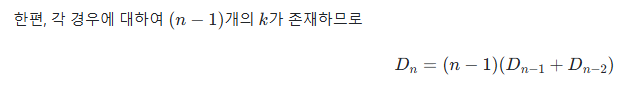 한편, 각 경우에 대하여 (n − 1)개의 k가 존재하므로
D_n = (n − 1)(D_{n−1} + D_{n−2})